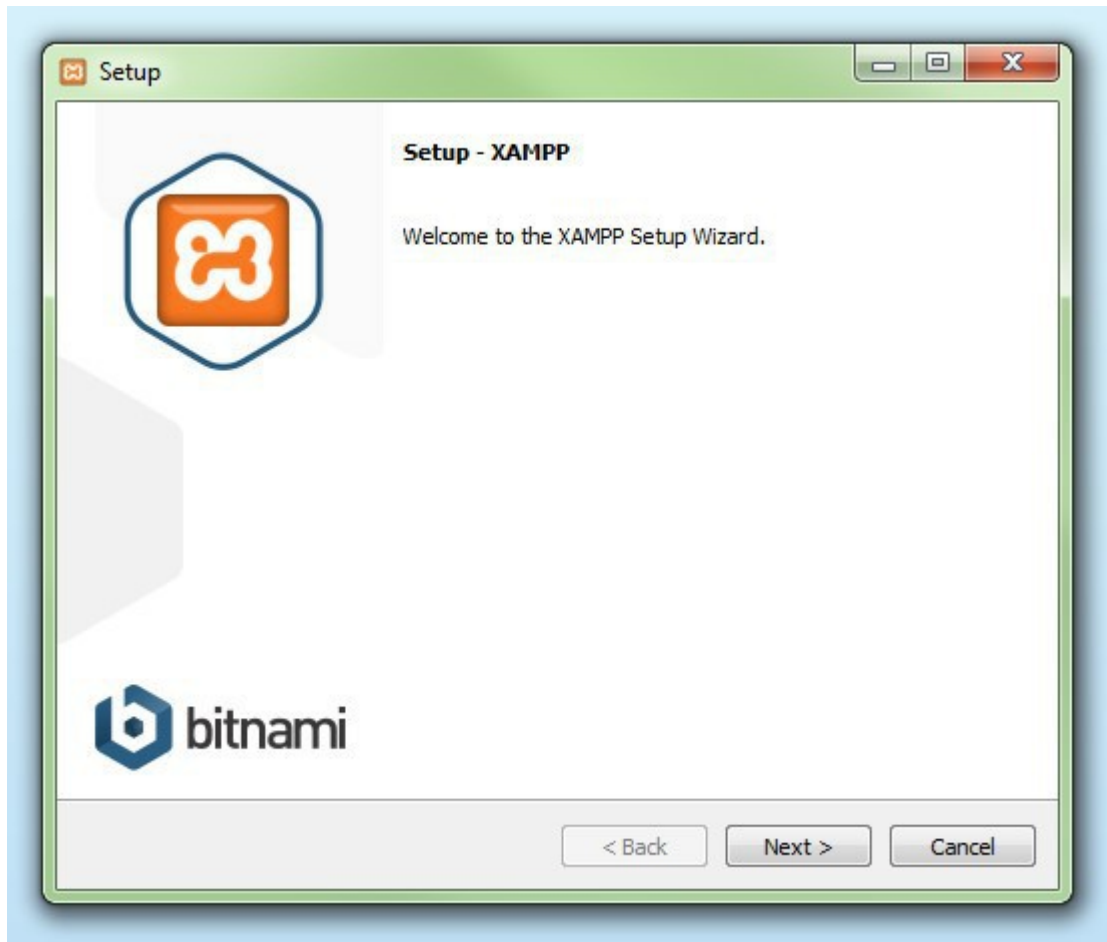 Setup
Setup - XAMPP
Welcome to the XAMPP Setup Wizard.
bitnami
< Back
Next >
Cancel